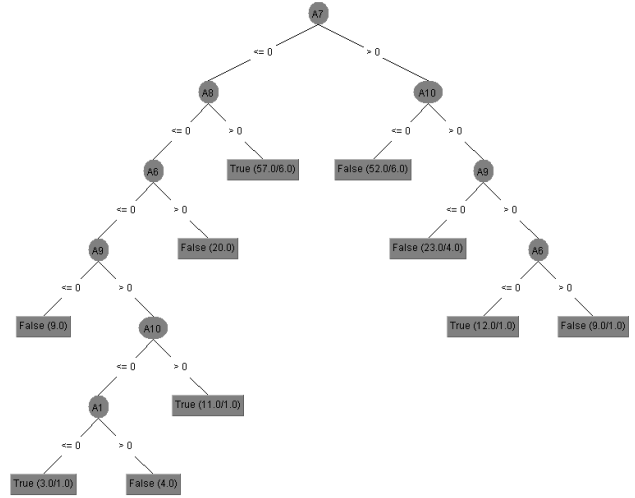 A7
<= 0
> 0
A8
A10
<= 0
> 0
<= 0
> 0
A6
True (57.0/6.0)
False (52.0/6.0)
A9
<= 0
> 0
<= 0
> 0
A9
False (20.0)
False (23.0/4.0)
A6
<= 0
> 0
<= 0
> 0
False (9.0)
A10
True (12.0/1.0)
False (9.0/1.0)
<= 0
> 0
A1
True (11.0/1.0)
<= 0
> 0
True (3.0/1.0)
False (4.0)